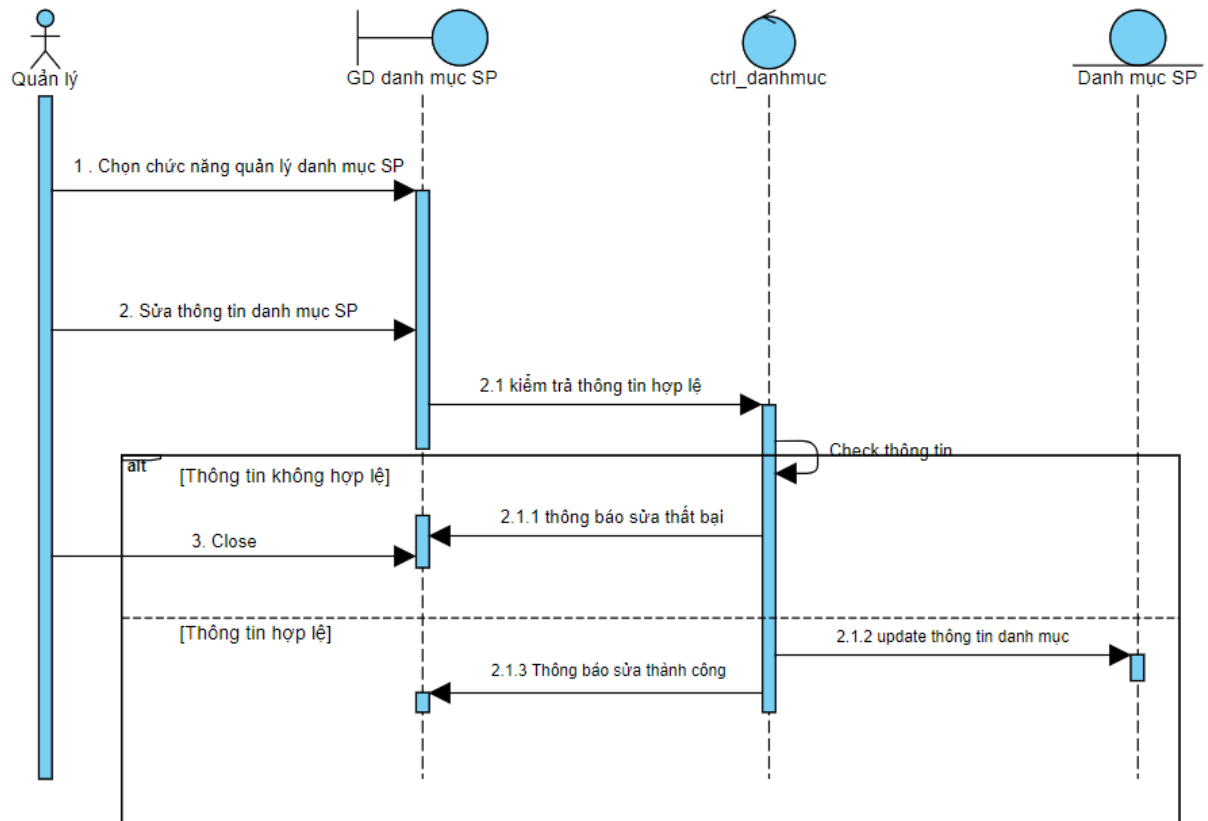 Quản lý
GD danh mục SP
ctrl_danhmuc
Danh mục SP
1 . Chọn chức năng quản lý danh mục SP
2. Sửa thông tin danh mục SP
2.1 kiểm trả thông tin hợp lệ
Check thông tin
alt
[Thông tin không hợp lệ]
2.1.1 thông báo sửa thất bại
3. Close
[Thông tin hợp lệ]
2.1.2 update thông tin danh mục
2.1.3 Thông báo sửa thành công